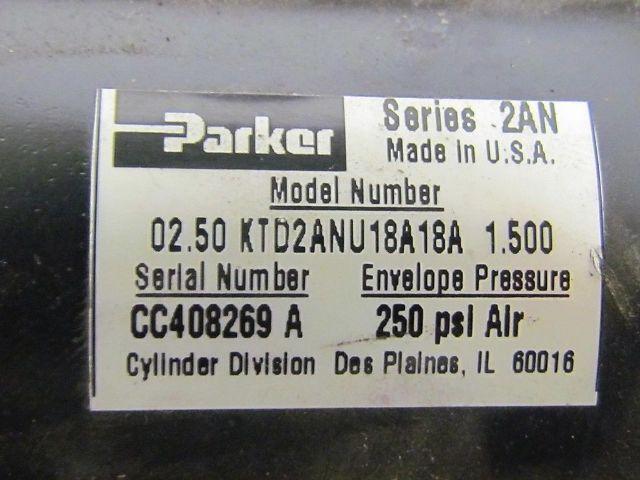 Parker
Series 2AN
Made in U.S.A.
Model Number
02.50 KTD2ANU18A18A 1.500
Serial Number Envelope Pressure
CC408269 A 250 psi Air
Cylinder Division Des Plaines, IL 60016